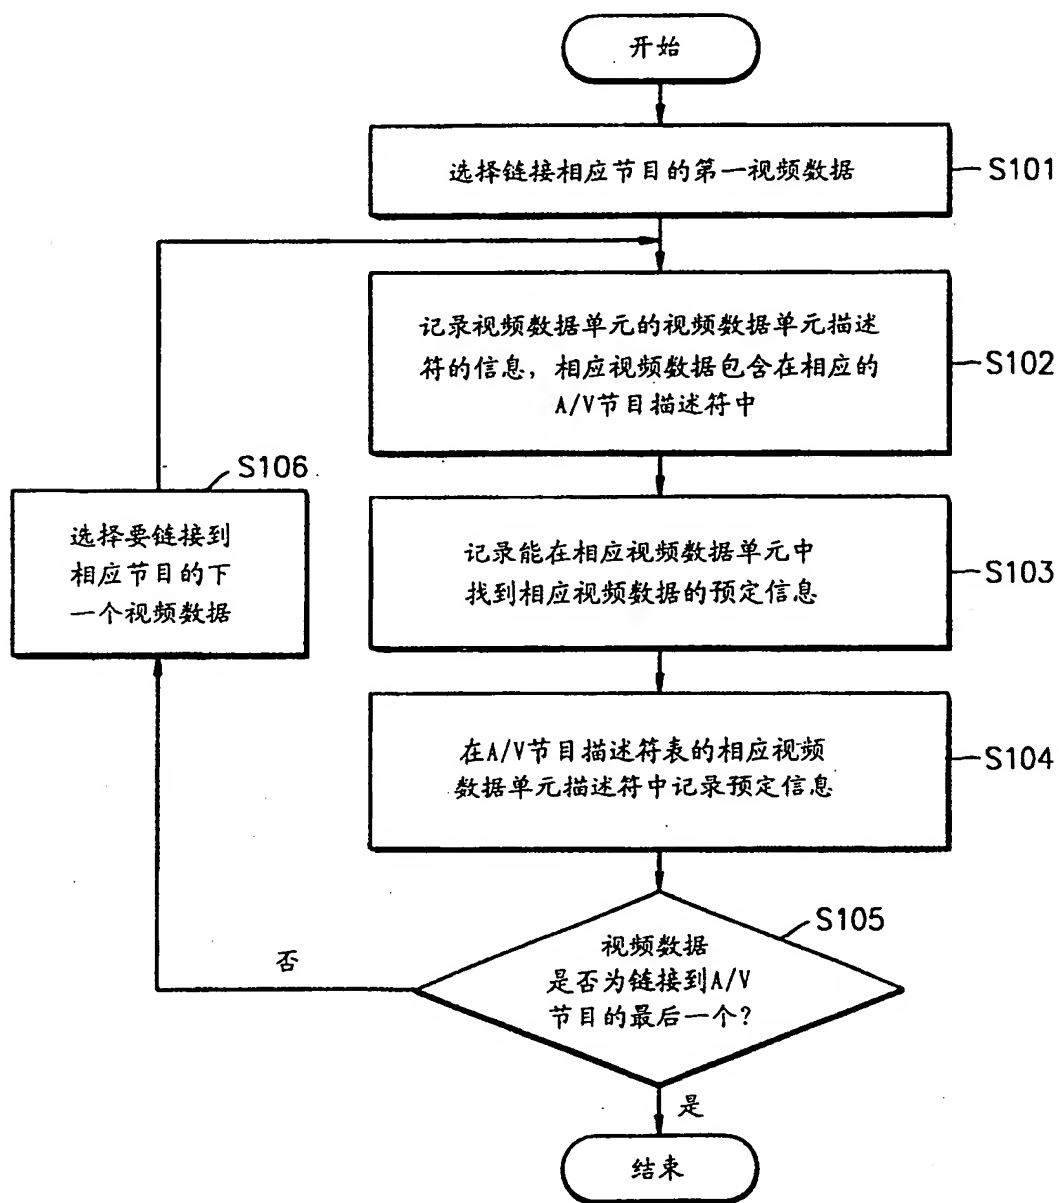 开始
选择链接相应节目的第一视频数据
S101
记录视频数据单元的视频数据单元描述
符的信息，相应视频数据包含在相应的
A/V节目描述符中
S102
记录能在相应视频数据单元中
找到相应视频数据的预定信息
S103
在A/V节目描述符表的相应视频
数据单元描述符中记录预定信息
S104
视频数据
是否为链接到A/V
节目的最后一个？
S105
否
S106
选择要链接到
相应节目的下
一个视频数据
是
结束